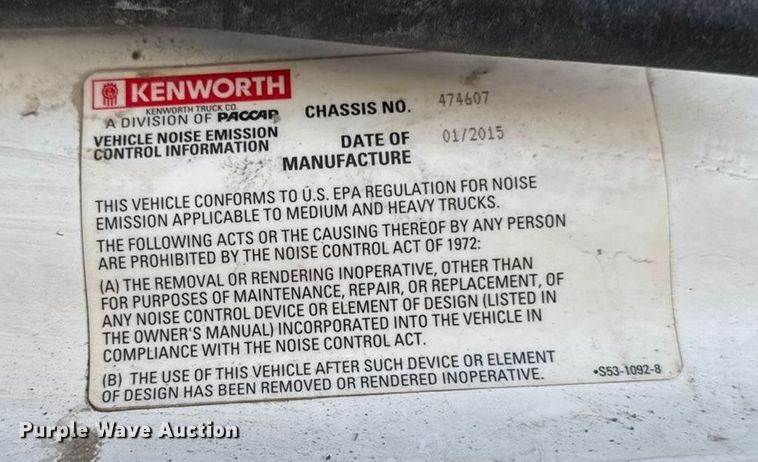 KENWORTH
KENWORTH TRUCK CO.
A DIVISION OF PACCAR
VEHICLE NOISE EMISSION
CONTROL INFORMATION
CHASSIS NO. 474607
DATE OF 01/2015
MANUFACTURE
THIS VEHICLE CONFORMS TO U.S. EPA REGULATION FOR NOISE
EMISSION APPLICABLE TO MEDIUM AND HEAVY TRUCKS.
THE FOLLOWING ACTS OR THE CAUSING THEREOF BY ANY PERSON
ARE PROHIBITED BY THE NOISE CONTROL ACT OF 1972:
(A) THE REMOVAL OR RENDERING INOPERATIVE, OTHER THAN
FOR PURPOSES OF MAINTENANCE, REPAIR, OR REPLACEMENT, OF
ANY NOISE CONTROL DEVICE OR ELEMENT OF DESIGN (LISTED IN
THE OWNER'S MANUAL) INCORPORATED INTO THE VEHICLE IN
COMPLIANCE WITH THE NOISE CONTROL ACT.
(B) THE USE OF THIS VEHICLE AFTER SUCH DEVICE OR ELEMENT
OF DESIGN HAS BEEN REMOVED OR RENDERED INOPERATIVE.
•S53-1092-8
Purple Wave Auction